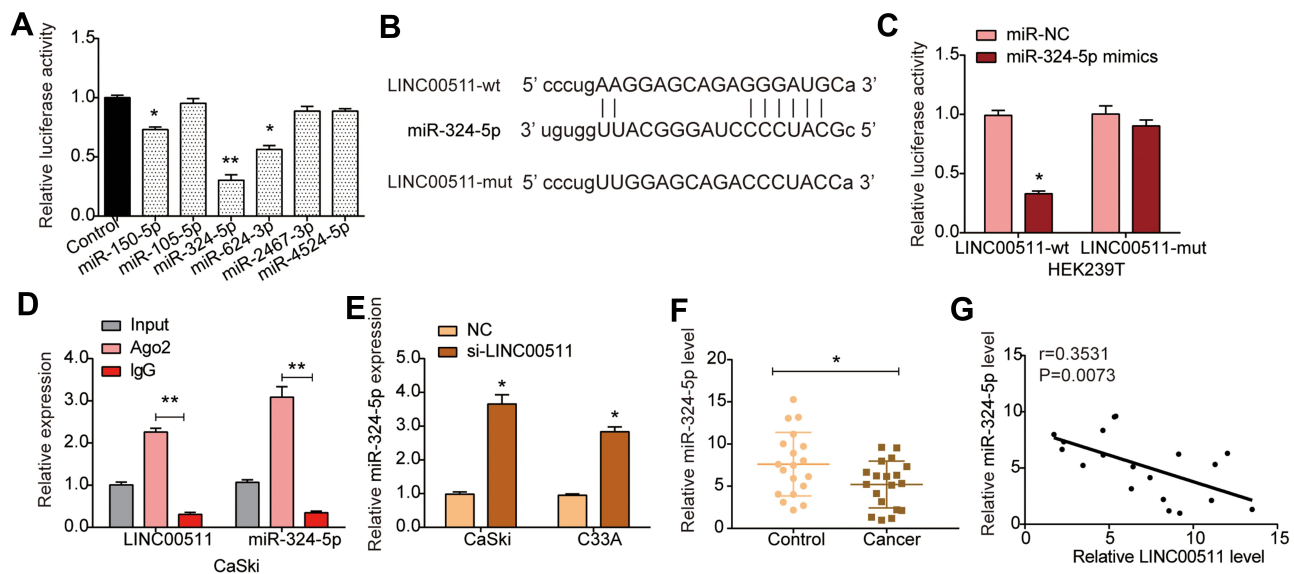 A
Relative luciferase activity
1.5
1.0
0.5
0.0
*
**
*
Control
miR-150-5p
miR-105-5p
miR-324-5p
miR-624-3p
miR-2467-3p
miR-4524-5p
B
LINC00511-wt 5' cccugAAGGAGCAGAGGGAUGCa 3'
miR-324-5p 3' uguggUUACGGGAUCCCCUACGc 5'
LINC00511-mut 5' cccugUUGGAGCAGACCCUACCa 3'
C
miR-NC
miR-324-5p mimics
Relative luciferase activity
1.5
1.0
0.5
0.0
*
LINC00511-wt LINC00511-mut
HEK239T
D
Input
Ago2
IgG
Relative expression
4.0
3.0
2.0
1.0
0.0
**
**
LINC00511 miR-324-5p
CaSki
E
NC
si-LINC00511
Relative miR-324-5p expression
5.0
4.0
3.0
2.0
1.0
0.0
*
*
CaSki C33A
F
Relative miR-324-5p level
20
15
10
5
0
*
Control Cancer
G
Relative miR-324-5p level
15
10
5
0
r=0.3531
P=0.0073
0 5 10 15
Relative LINC00511 level